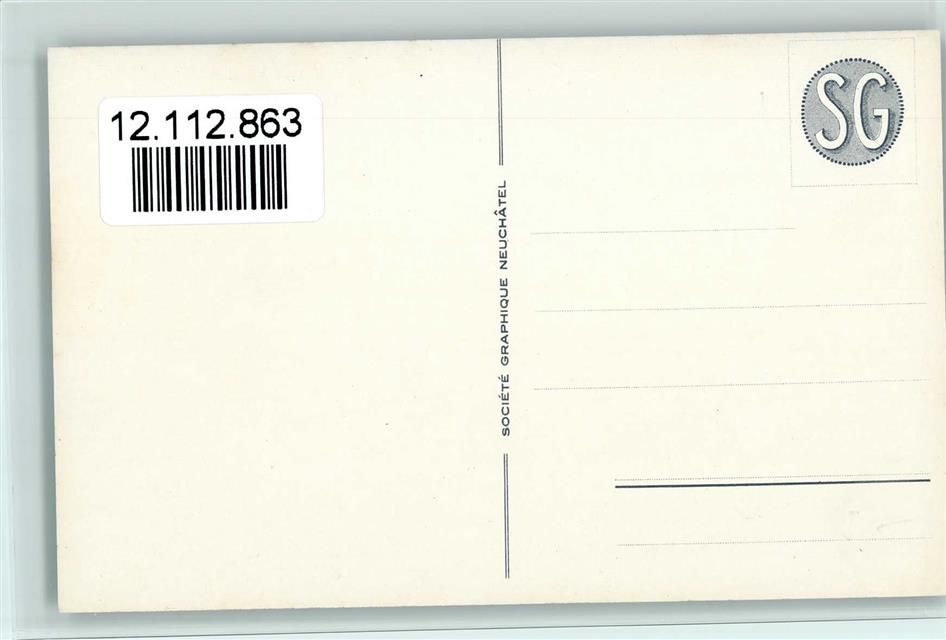 12.112.863
SOCIÉTÉ GRAPHIQUE NEUCHÂTEL
SG